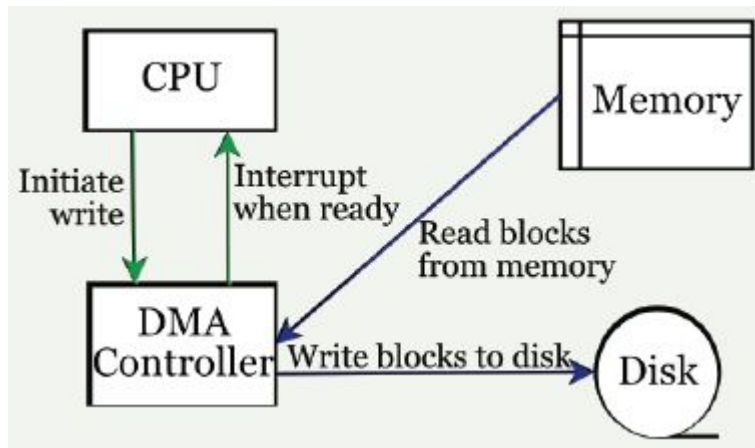 CPU
Memory
Initiate
write
Interrupt
when ready
Read blocks
from memory
DMA
Controller
Write blocks to disk
Disk